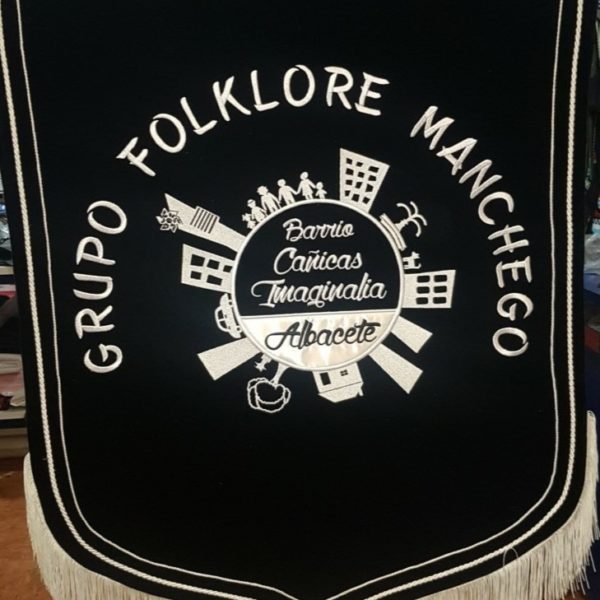 GRUPO FOLKLORE MANCHEGO
Barrio
Cañicas
Imaginalia
Albacete